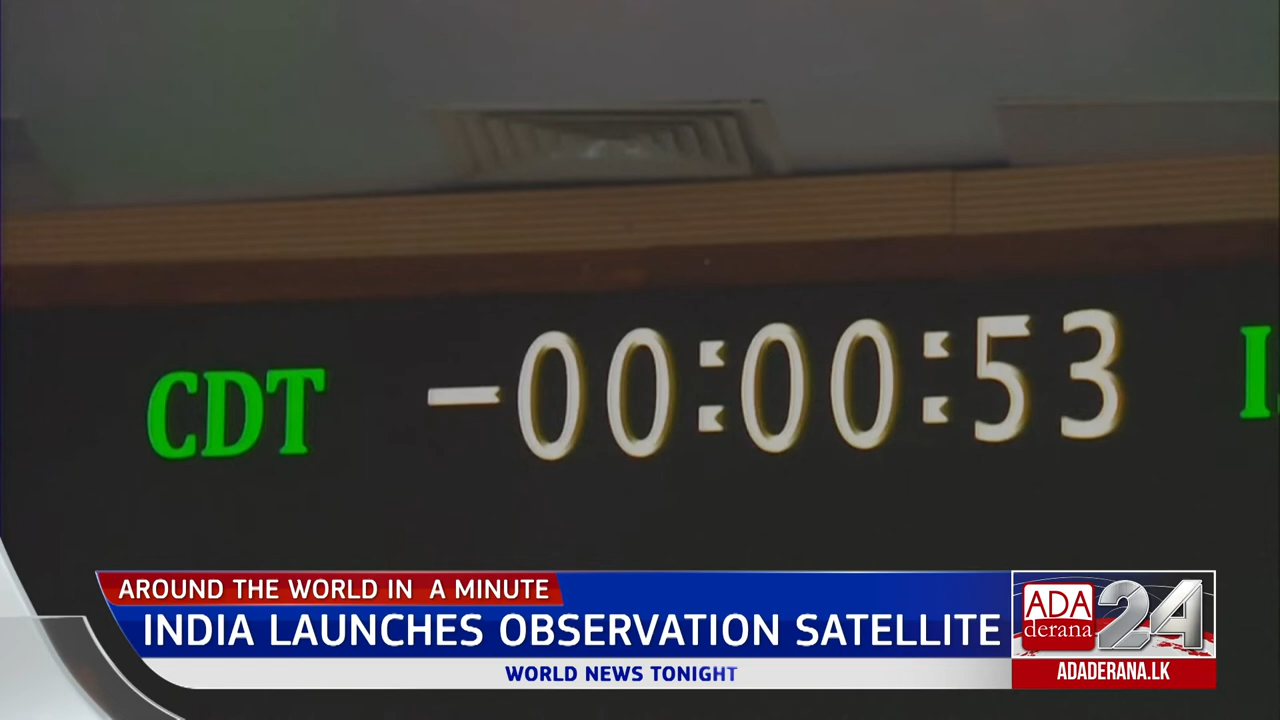 CDT -00:00:53 I
AROUND THE WORLD IN A MINUTE
INDIA LAUNCHES OBSERVATION SATELLITE
WORLD NEWS TONIGHT
ADA
derana
24
ADADERANA.LK